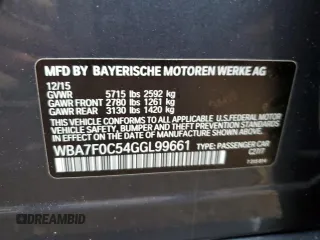 MFD BY BAYERISCHE MOTOREN WERKE AG
12/15
GVWR 5715 lbs 2592 kg
GAWR FRONT 2780 lbs 1261 kg
GAWR REAR 3130 lbs 1420 kg
THIS VEHICLE CONFORMS TO ALL APPLICABLE U.S. FEDERAL MOTOR
VEHICLE SAFETY, BUMPER, AND THEFT PREVENTION STANDARDS
IN EFFECT ON THE DATE OF MANUFACTURE SHOWN ABOVE.
WBA7F0C54GGL99661 TYPE: PASSENGER CAR
DRIVEAMBID